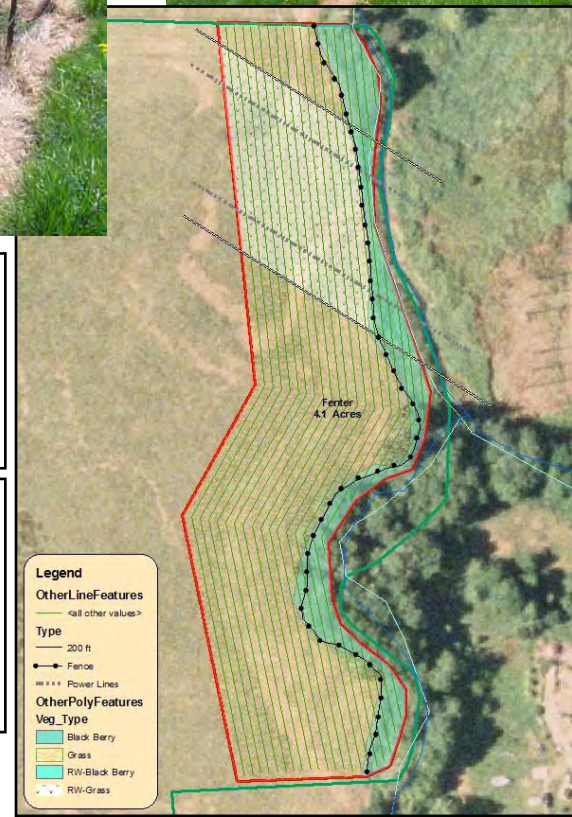 Fenter
4.1 Acres
Legend
OtherLineFeatures
<all other values>
Type
200 ft
Fence
Power Lines
OtherPolyFeatures
Veg_Type
Black Berry
Grass
RW-Black Berry
RW-Grass